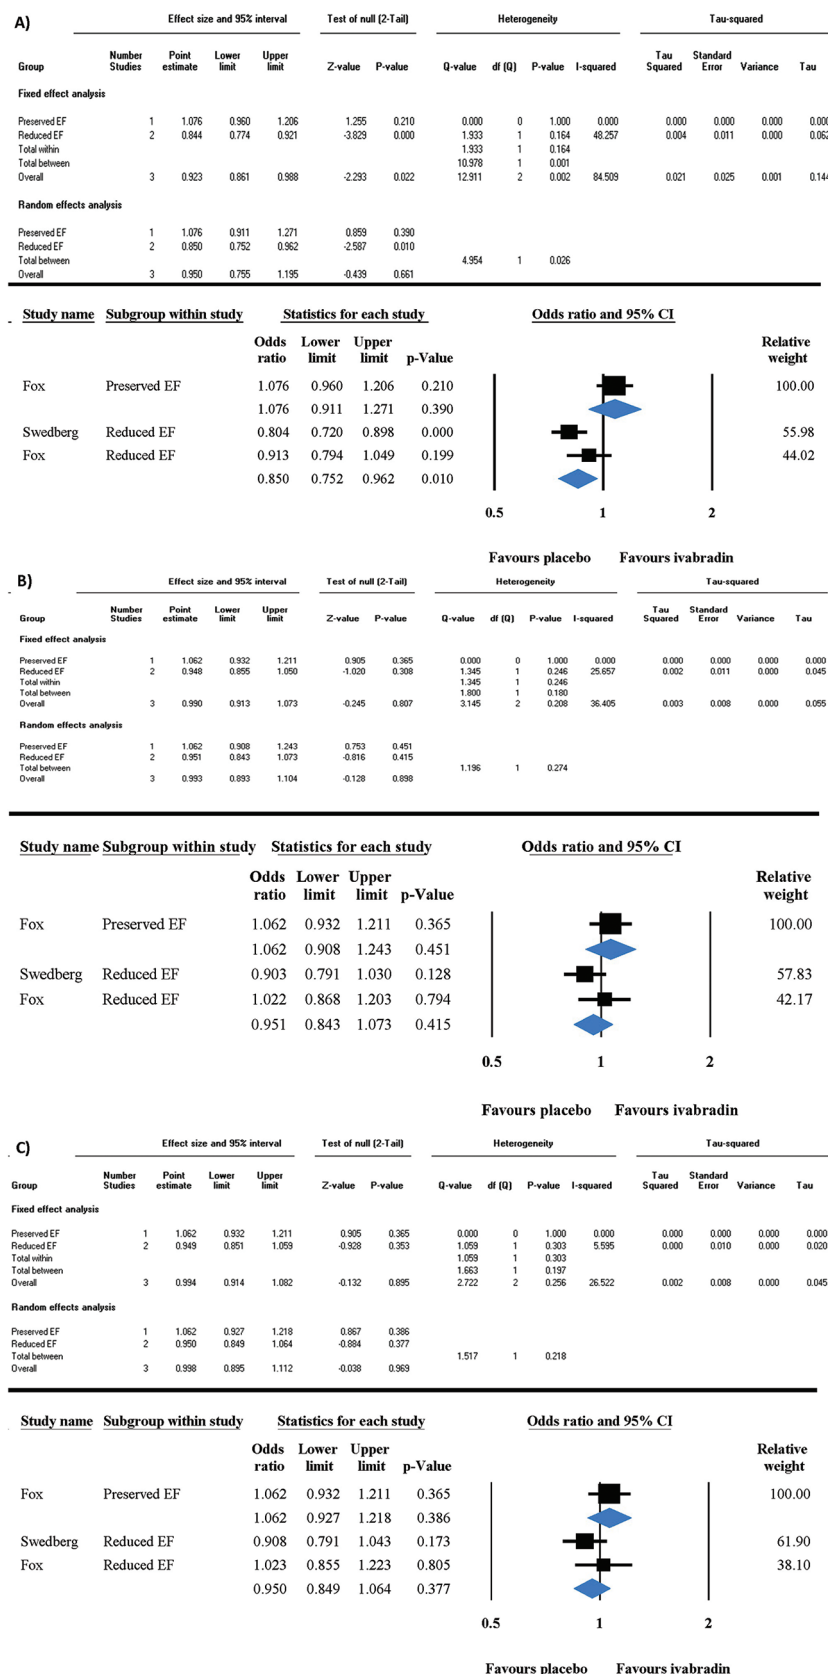 A)
Effect size and 95% interval Test of null (2-Tail) Heterogeneity Tau-squared
Number Point Lower Upper Tau Standard
Group Studies estimate limit limit Z-value P-value Q-value df (Q) P-value I-squared Squared Error Variance Tau
Fixed effect analysis
Preserved EF 1 1.076 0.960 1.206 1.255 0.210 0.000 0 1.000 0.000 0.000 0.000 0.000 0.000
Reduced EF 2 0.844 0.774 0.921 -3.829 0.000 1.933 1 0.164 48.257 0.004 0.011 0.000 0.062
Total within 1.933 1 0.164
Total between 10.978 1 0.001
Overall 3 0.923 0.861 0.988 -2.293 0.022 12.911 2 0.002 84.509 0.021 0.025 0.001 0.144
Random effects analysis
Preserved EF 1 1.076 0.911 1.271 0.859 0.390
Reduced EF 2 0.850 0.752 0.962 -2.587 0.010
Total between 4.954 1 0.026
Overall 3 0.950 0.755 1.195 -0.439 0.661
Study name Subgroup within study Statistics for each study Odds ratio and 95% CI
Odds Lower Upper Relative
ratio limit limit p-Value weight
Fox Preserved EF 1.076 0.960 1.206 0.210 100.00
1.076 0.911 1.271 0.390
Swedberg Reduced EF 0.804 0.720 0.898 0.000 55.98
Fox Reduced EF 0.913 0.794 1.049 0.199 44.02
0.850 0.752 0.962 0.010
0.5 1 2
Favours placebo Favours ivabradin
B)
Effect size and 95% interval Test of null (2-Tail) Heterogeneity Tau-squared
Number Point Lower Upper Tau Standard
Group Studies estimate limit limit Z-value P-value Q-value df (Q) P-value I-squared Squared Error Variance Tau
Fixed effect analysis
Preserved EF 1 1.062 0.932 1.211 0.905 0.365 0.000 0 1.000 0.000 0.000 0.000 0.000 0.000
Reduced EF 2 0.948 0.855 1.050 -1.020 0.308 1.345 1 0.246 25.657 0.002 0.011 0.000 0.045
Total within 1.345 1 0.246
Total between 1.800 1 0.180
Overall 3 0.990 0.913 1.073 -0.245 0.807 3.145 2 0.208 36.405 0.003 0.008 0.000 0.055
Random effects analysis
Preserved EF 1 1.062 0.908 1.243 0.753 0.451
Reduced EF 2 0.951 0.843 1.073 -0.816 0.415
Total between 1.196 1 0.274
Overall 3 0.993 0.893 1.104 -0.128 0.898
Study name Subgroup within study Statistics for each study Odds ratio and 95% CI
Odds Lower Upper Relative
ratio limit limit p-Value weight
Fox Preserved EF 1.062 0.932 1.211 0.365 100.00
1.062 0.908 1.243 0.451
Swedberg Reduced EF 0.903 0.791 1.030 0.128 57.83
Fox Reduced EF 1.022 0.868 1.203 0.794 42.17
0.951 0.843 1.073 0.415
0.5 1 2
Favours placebo Favours ivabradin
C)
Effect size and 95% interval Test of null (2-Tail) Heterogeneity Tau-squared
Number Point Lower Upper Tau Standard
Group Studies estimate limit limit Z-value P-value Q-value df (Q) P-value I-squared Squared Error Variance Tau
Fixed effect analysis
Preserved EF 1 1.062 0.932 1.211 0.905 0.365 0.000 0 1.000 0.000 0.000 0.000 0.000 0.000
Reduced EF 2 0.949 0.851 1.059 -0.928 0.353 1.059 1 0.303 5.595 0.000 0.010 0.000 0.020
Total within 1.059 1 0.303
Total between 1.663 1 0.197
Overall 3 0.994 0.914 1.082 -0.132 0.895 2.722 2 0.256 26.522 0.002 0.008 0.000 0.045
Random effects analysis
Preserved EF 1 1.062 0.927 1.218 0.867 0.386
Reduced EF 2 0.950 0.849 1.064 -0.884 0.377
Total between 1.517 1 0.218
Overall 3 0.998 0.895 1.112 -0.038 0.969
Study name Subgroup within study Statistics for each study Odds ratio and 95% CI
Odds Lower Upper Relative
ratio limit limit p-Value weight
Fox Preserved EF 1.062 0.932 1.211 0.365 100.00
1.062 0.927 1.218 0.386
Swedberg Reduced EF 0.908 0.791 1.043 0.173 61.90
Fox Reduced EF 1.023 0.855 1.223 0.805 38.10
0.950 0.849 1.064 0.377
0.5 1 2
Favours placebo Favours ivabradin